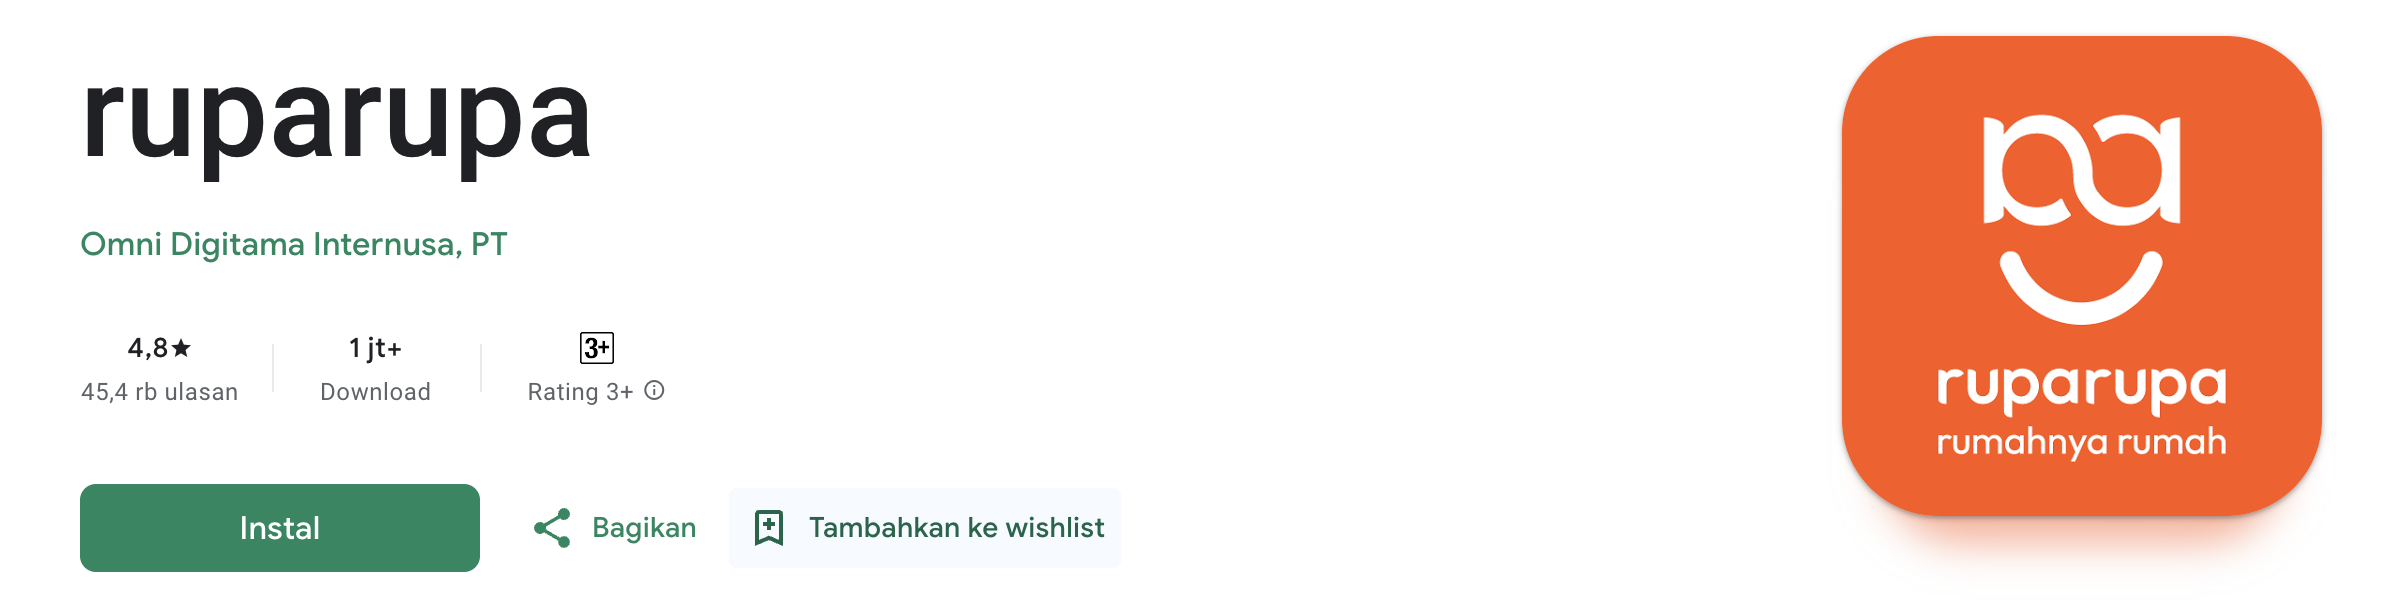 ruparupa
Omni Digitama Internusa, PT
4,8★
45,4 rb ulasan
1 jt+
Download
3+
Rating 3+
Instal
Bagikan
Tambahkan ke wishlist
ruparupa
rumahnya rumah